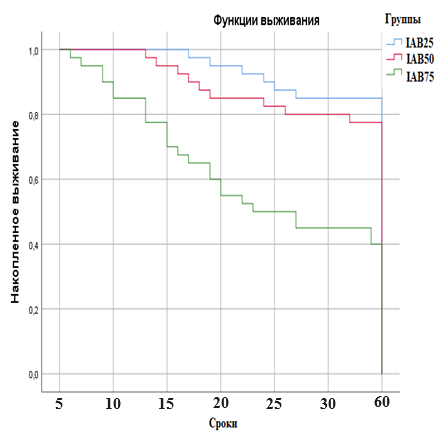 Функции выживания
Группы
IAB25
IAB50
IAB75
Накопленное выживание
1,0
0,8
0,6
0,4
0,2
0,0
5 10 15 20 25 30 60
Сроки